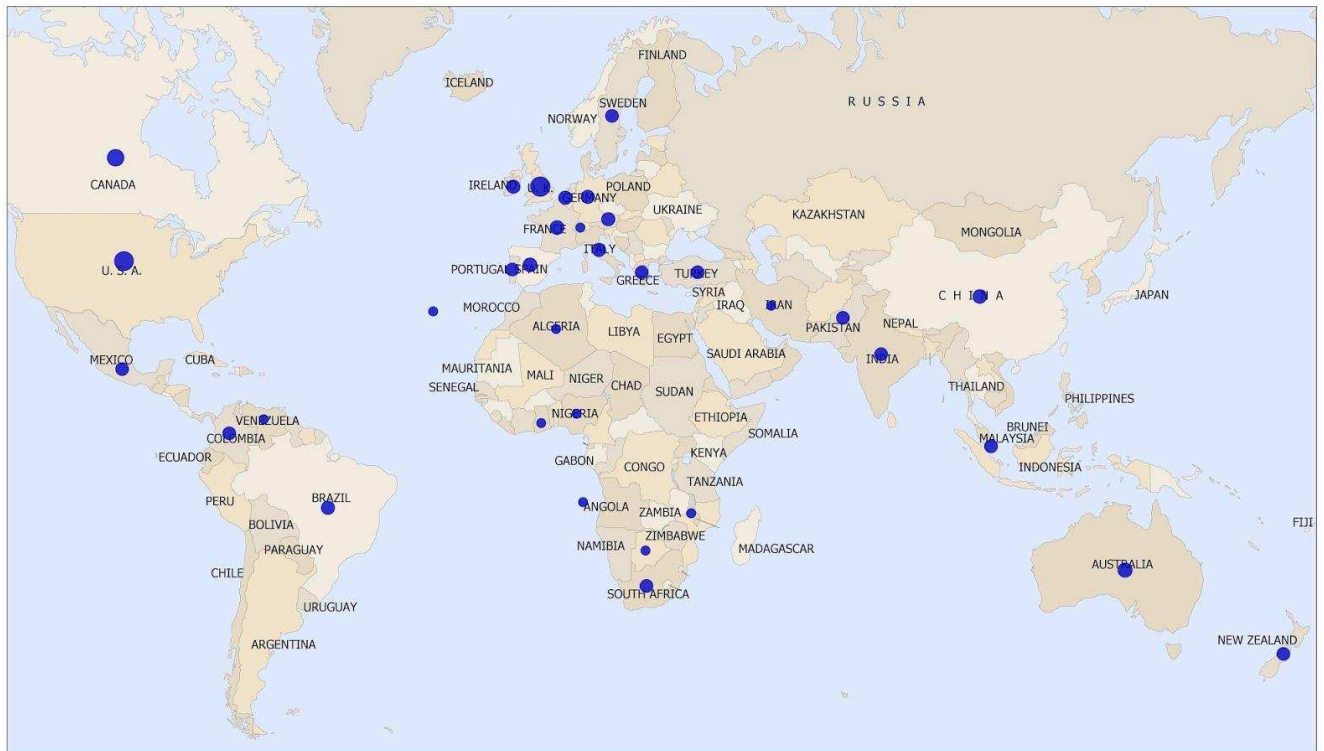 FINLAND
ICELAND
R U S S I A
SWEDEN
NORWAY
CANADA
IRELAND
U. K.
POLAND
GERMANY
UKRAINE
KAZAKHSTAN
FRANCE
MONGOLIA
ITALY
U. S. A.
PORTUGAL
SPAIN
GREECE
TURKEY
SYRIA
C H I N A
JAPAN
MOROCCO
IRAQ
IRAN
ALGERIA
LIBYA
EGYPT
PAKISTAN
NEPAL
MEXICO
CUBA
SAUDI ARABIA
INDIA
MAURITANIA
MALI
NIGER
CHAD
SENEGAL
SUDAN
THAILAND
PHILIPPINES
VENEZUELA
NIGERIA
ETHIOPIA
COLOMBIA
SOMALIA
BRUNEI
MALAYSIA
ECUADOR
GABON
KENYA
CONGO
INDONESIA
TANZANIA
PERU
BRAZIL
ANGOLA
ZAMBIA
BOLIVIA
FIJI
ZIMBABWE
PARAGUAY
NAMIBIA
MADAGASCAR
CHILE
AUSTRALIA
SOUTH AFRICA
URUGUAY
ARGENTINA
NEW ZEALAND